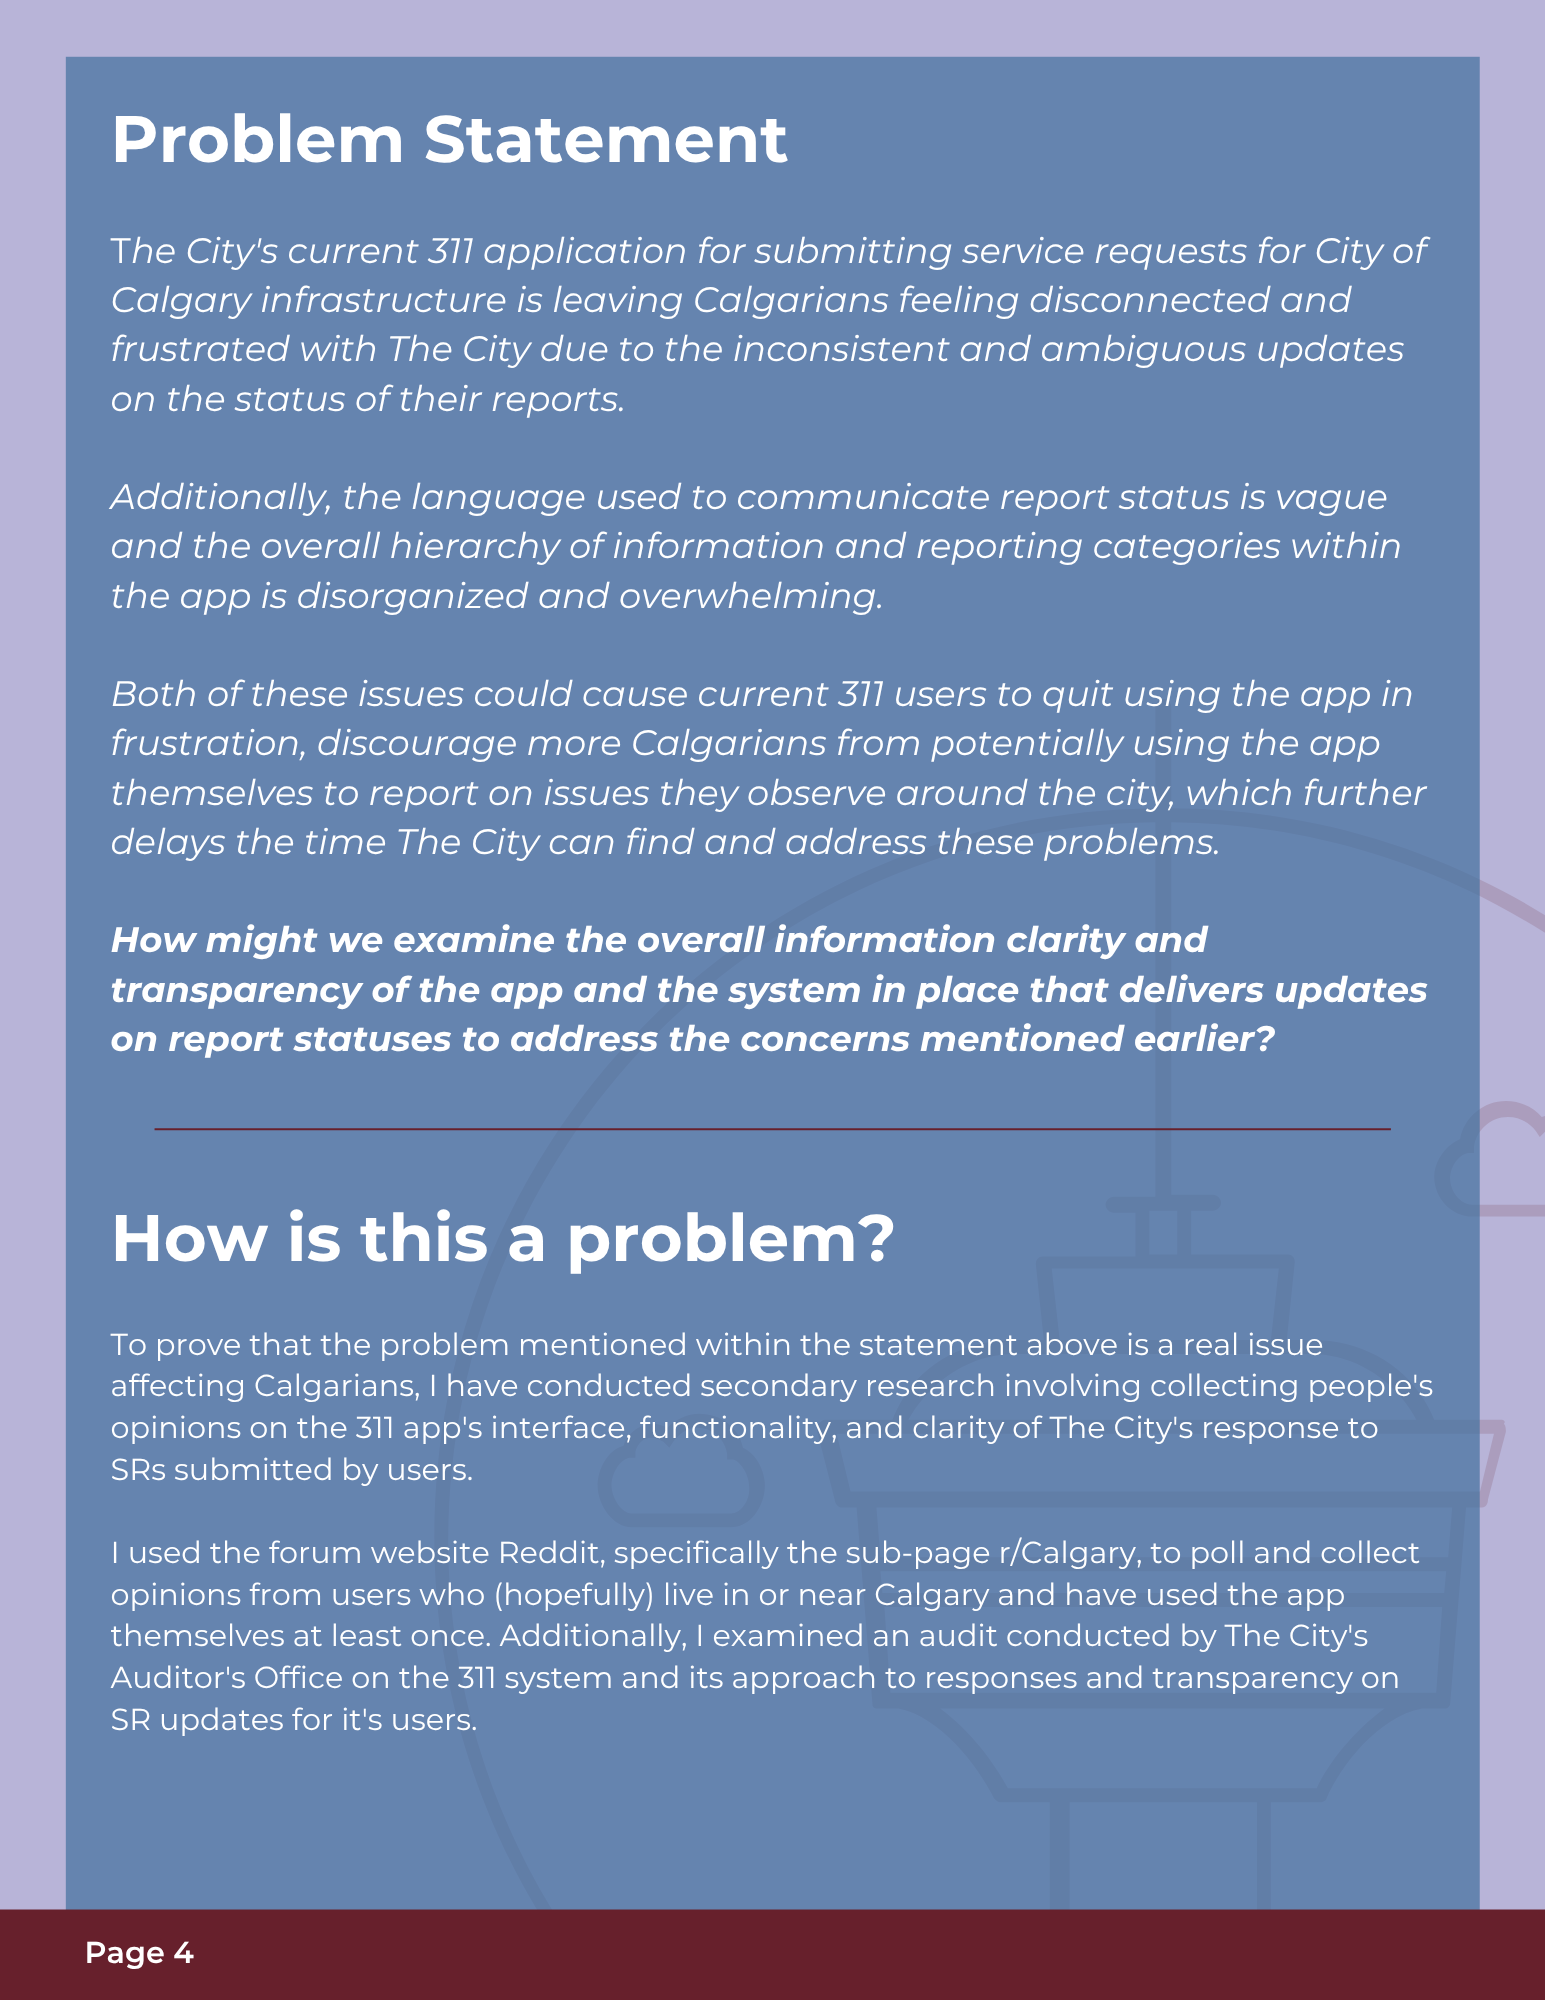 Problem Statement
The City's current 311 application for submitting service requests for City of
Calgary infrastructure is leaving Calgarians feeling disconnected and
frustrated with The City due to the inconsistent and ambiguous updates
on the status of their reports.
Additionally, the language used to communicate report status is vague
and the overall hierarchy of information and reporting categories within
the app is disorganized and overwhelming.
Both of these issues could cause current 311 users to quit using the app in
frustration, discourage more Calgarians from potentially using the app
themselves to report on issues they observe around the city, which further
delays the time The City can find and address these problems.
How might we examine the overall information clarity and
transparency of the app and the system in place that delivers updates
on report statuses to address the concerns mentioned earlier?
How is this a problem?
To prove that the problem mentioned within the statement above is a real issue
affecting Calgarians, I have conducted secondary research involving collecting people's
opinions on the 311 app's interface, functionality, and clarity of The City's response to
SRs submitted by users.
I used the forum website Reddit, specifically the sub-page r/Calgary, to poll and collect
opinions from users who (hopefully) live in or near Calgary and have used the app
themselves at least once. Additionally, I examined an audit conducted by The City's
Auditor's Office on the 311 system and its approach to responses and transparency on
SR updates for it's users.
Page 4